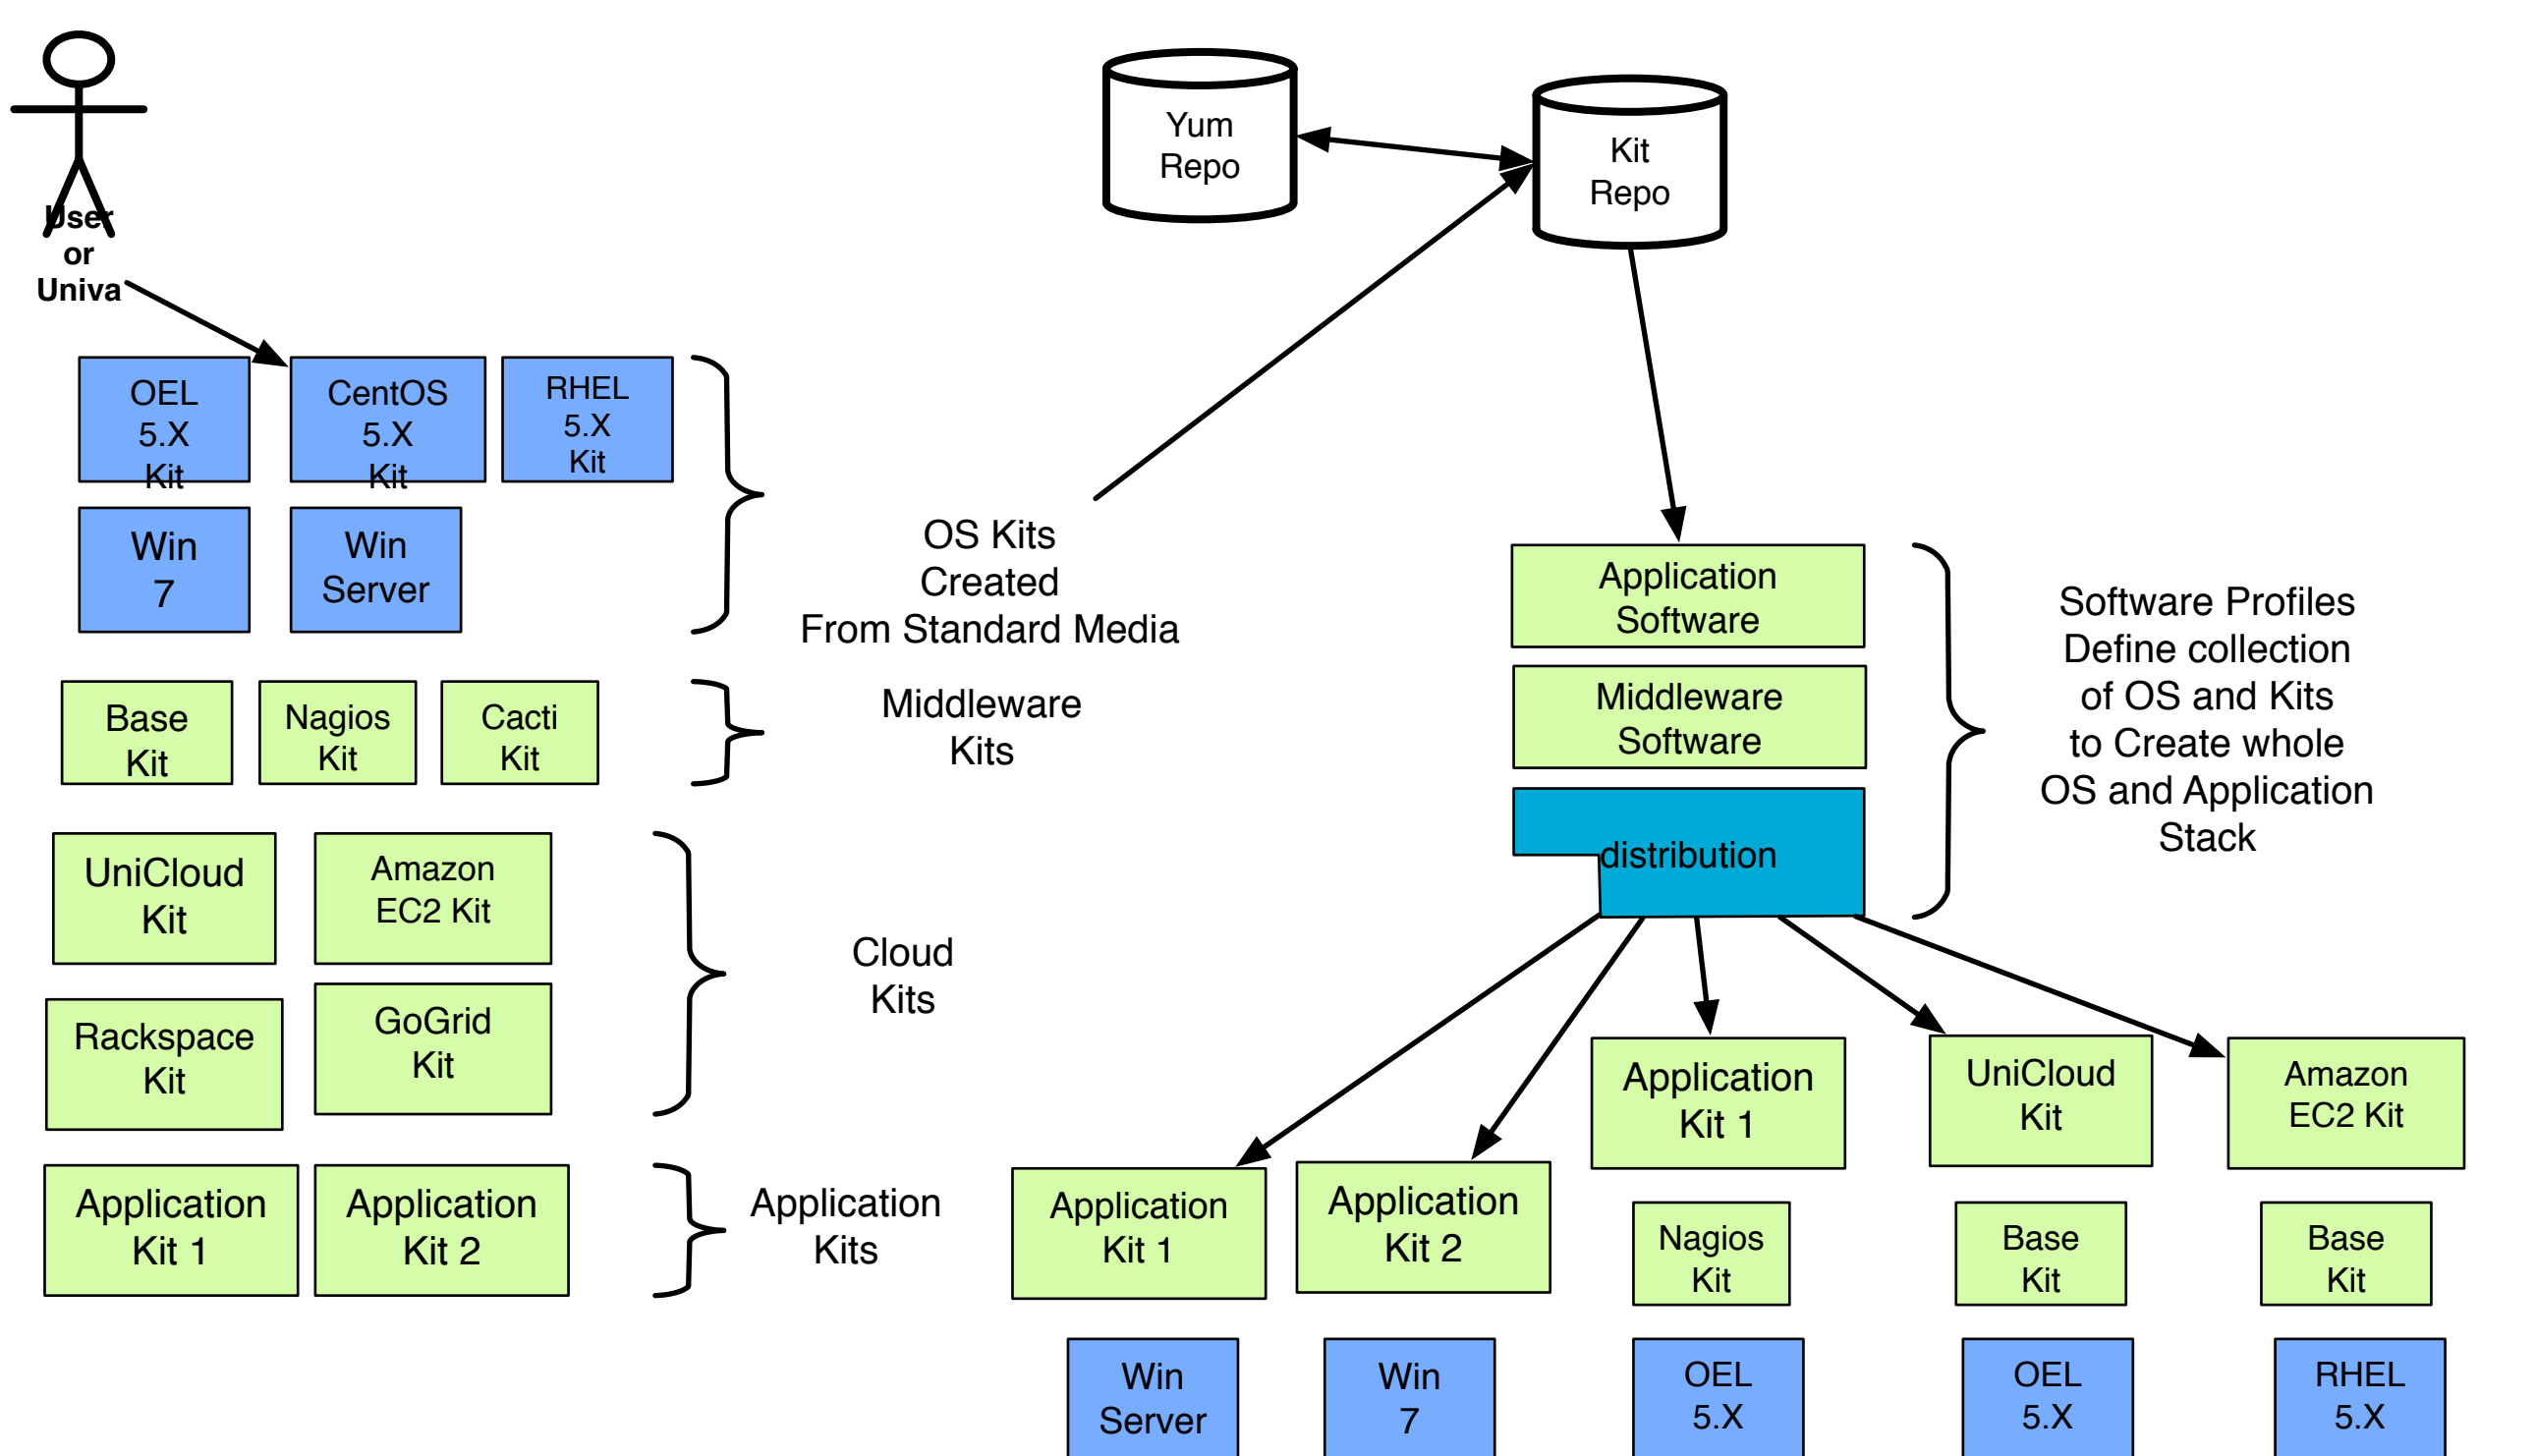 User
or
Univa
Yum
Repo
Kit
Repo
OEL
5.X
Kit
CentOS
5.X
Kit
RHEL
5.X
Kit
Win
7
Win
Server
OS Kits
Created
From Standard Media
Base
Kit
Nagios
Kit
Cacti
Kit
Middleware
Kits
UniCloud
Kit
Amazon
EC2 Kit
Rackspace
Kit
GoGrid
Kit
Cloud
Kits
Application
Kit 1
Application
Kit 2
Application
Kits
Application
Software
Middleware
Software
distribution
Software Profiles
Define collection
of OS and Kits
to Create whole
OS and Application
Stack
Application
Kit 1
Application
Kit 2
Application
Kit 1
UniCloud
Kit
Amazon
EC2 Kit
Nagios
Kit
Base
Kit
Base
Kit
Win
Server
Win
7
OEL
5.X
OEL
5.X
RHEL
5.X